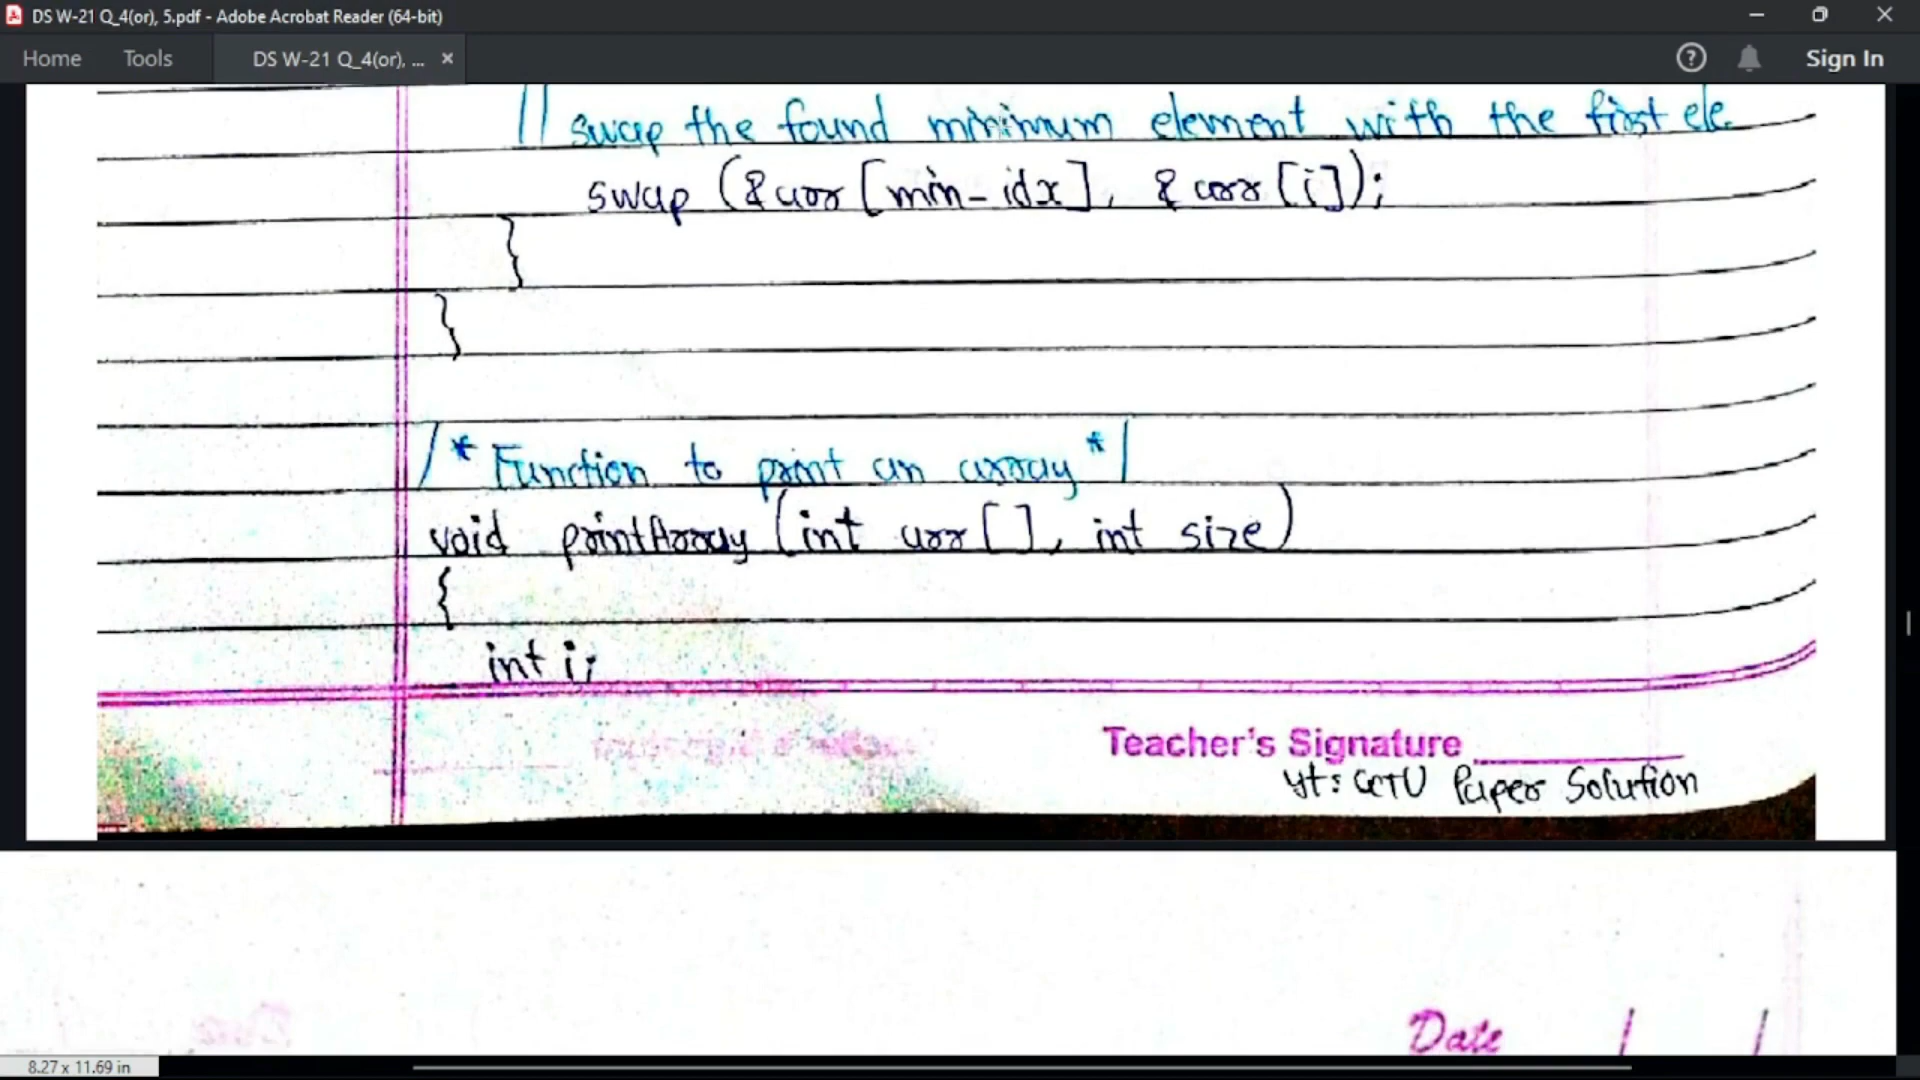 DS W-21 Q_4(or), 5.pdf - Adobe Acrobat Reader (64-bit)
Home Tools DS W-21 Q_4(or), ... × Sign In
// swap the found minimum element with the first ele.
swap (&arr [min-idx], &arr [i]);
}
}
/* Function to print an array */
void printArray (int arr [], int size)
{
int i;
Teacher's Signature
yt: GTU Paper Solution
Date / /
8.27 x 11.69 in